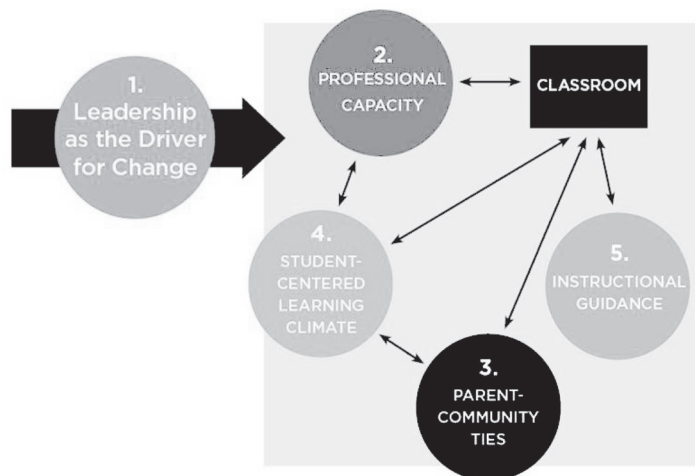 1.
Leadership
as the Driver
for Change
2.
PROFESSIONAL
CAPACITY
CLASSROOM
4.
STUDENT-
CENTERED
LEARNING
CLIMATE
5.
INSTRUCTIONAL
GUIDANCE
3.
PARENT-
COMMUNITY
TIES